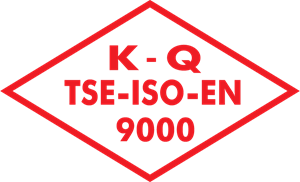 K - Q
TSE-ISO-EN
9000